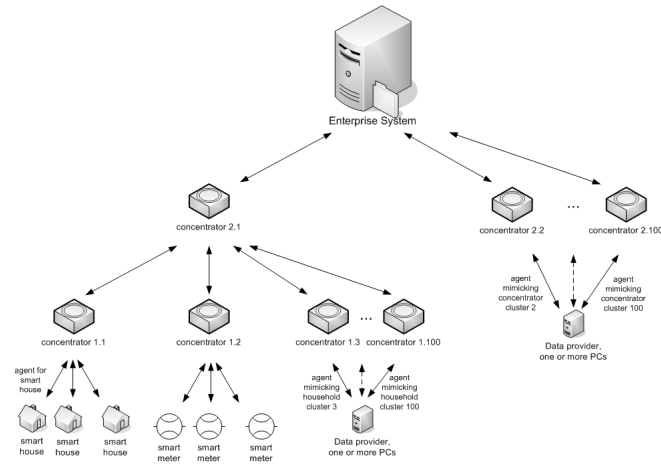 Enterprise System
concentrator 2.1
concentrator 2.2
...
concentrator 2.100
agent
mimicking
concentrator
cluster 2
agent
mimicking
concentrator
cluster 100
Data provider,
one or more PCs
concentrator 1.1
concentrator 1.2
concentrator 1.3
...
concentrator 1.100
agent for
smart
house
agent
mimicking
household
cluster 3
agent
mimicking
household
cluster 100
smart
house
smart
house
smart
house
smart
meter
smart
meter
smart
meter
Data provider,
one or more PCs